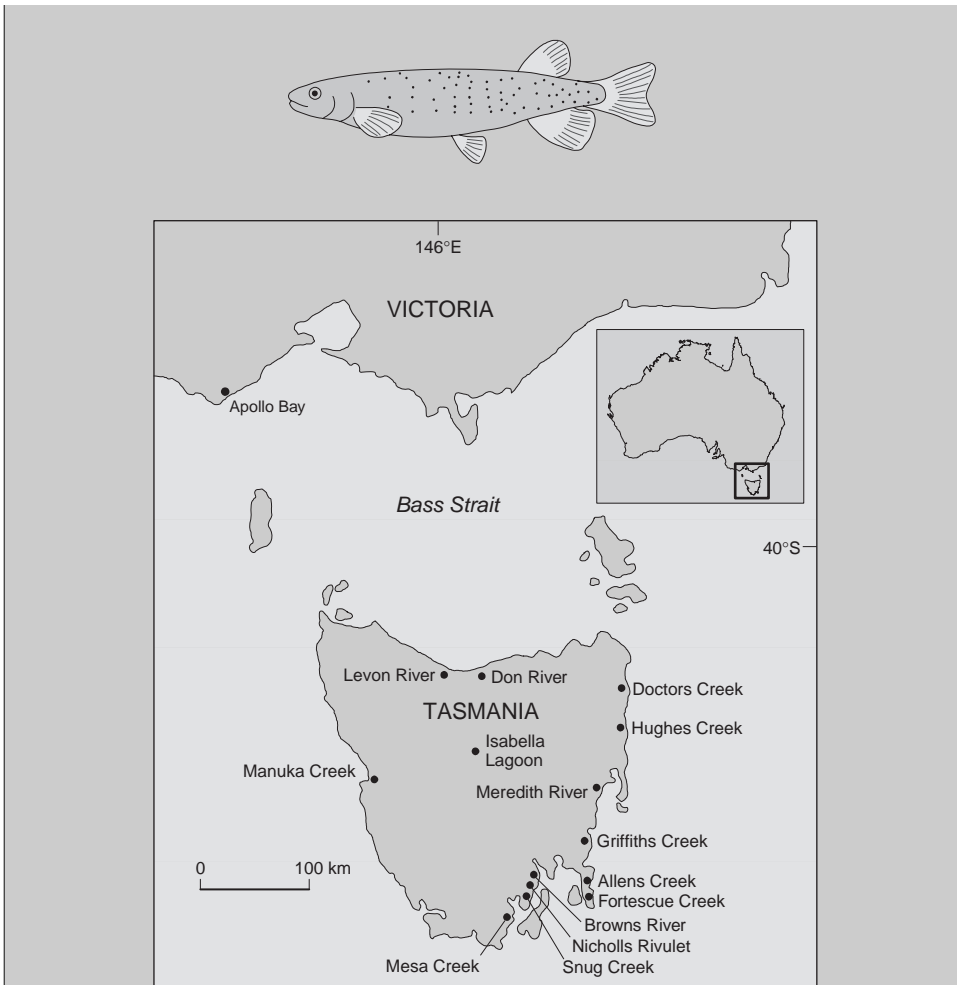 146°E
VICTORIA
Apollo Bay
Bass Strait
40°S
Levon River
Don River
Doctors Creek
TASMANIA
Hughes Creek
Isabella
Lagoon
Manuka Creek
Meredith River
Griffiths Creek
0 100 km
Allens Creek
Fortescue Creek
Browns River
Nicholls Rivulet
Mesa Creek
Snug Creek